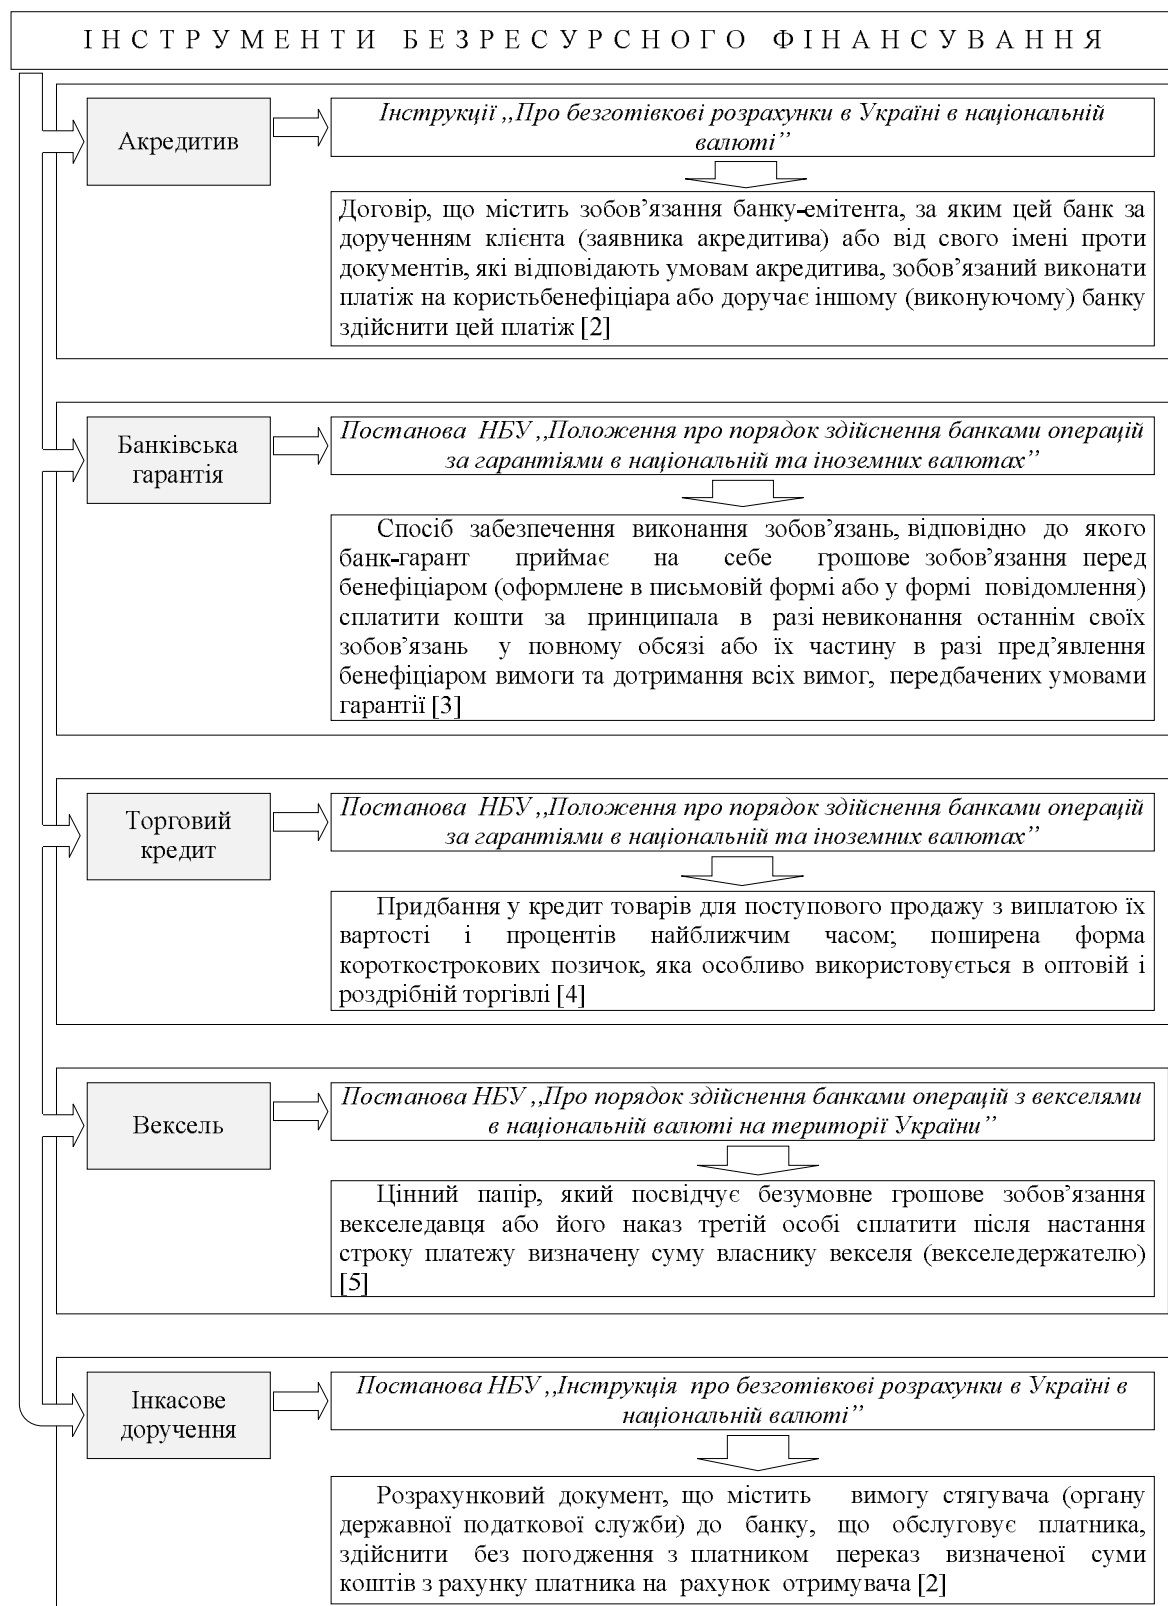 ІНСТРУМЕНТИ БЕЗРЕСУРСНОГО ФІНАНСУВАННЯ
Акредитив
Інструкції ,,Про безготівкові розрахунки в Україні в національній
валюті”
Договір, що містить зобов’язання банку-емітента, за яким цей банк за
дорученням клієнта (заявника акредитива) або від свого імені проти
документів, які відповідають умовам акредитива, зобов’язаний виконати
платіж на користьбенефіціара або доручає іншому (виконуючому) банку
здійснити цей платіж [2]
Банківська
гарантія
Постанова НБУ ,,Положення про порядок здійснення банками операцій
за гарантіями в національній та іноземних валютах”
Спосіб забезпечення виконання зобов’язань, відповідно до якого
банк-гарант приймає на себе грошове зобов’язання перед
бенефіціаром (оформлене в письмовій формі або у формі повідомлення)
сплатити кошти за принципала в разі невиконання останнім своїх
зобов’язань у повному обсязі або їх частину в разі пред’явлення
бенефіціаром вимоги та дотримання всіх вимог, передбачених умовами
гарантії [3]
Торговий
кредит
Постанова НБУ ,,Положення про порядок здійснення банками операцій
за гарантіями в національній та іноземних валютах”
Придбання у кредит товарів для поступового продажу з виплатою їх
вартості і процентів найближчим часом; поширена форма
короткострокових позичок, яка особливо використовується в оптовій і
роздрібній торгівлі [4]
Вексель
Постанова НБУ ,,Про порядок здійснення банками операцій з векселями
в національній валюті на території України”
Цінний папір, який посвідчує безумовне грошове зобов’язання
векселедавця або його наказ третій особі сплатити після настання
строку платежу визначену суму власнику векселя (векселедержателю)
[5]
Інкасове
доручення
Постанова НБУ ,,Інструкція про безготівкові розрахунки в Україні в
національній валюті”
Розрахунковий документ, що містить вимогу стягувача (органу
державної податкової служби) до банку, що обслуговує платника,
здійснити без погодження з платником переказ визначеної суми
коштів з рахунку платника на рахунок отримувача [2]